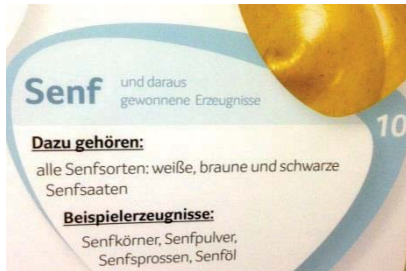 Senf und daraus
gewonnene Erzeugnisse
10
Dazu gehören:
alle Senfsorten: weiße, braune und schwarze
Senfsaaten
Beispielerzeugnisse:
Senfkörner, Senfpulver,
Senfsprossen, Senföl